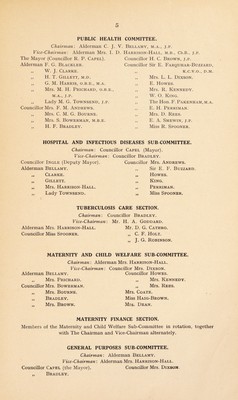 5
PUBLIC HEALTH COMMITTEE.
Chairman: Alderman C. J. V. BELLAMY, M.A., J.P.
Vice-Chairman: Alderman MRS. I. D. HARRISON-HALL, M.D., CH.B., J.P.
The Mayor (Councillor R. P. CAPEL). Councillor H. C. BROWN, J.P.
Alderman F. G. BLACKLER. Councillor Sir E. FARQUHAR-BUZZARD,
„ W. J. CLARKE. K.C.V.O., D.M.
„ H. T. GILLETT, M.D. „ Mrs. L. L. DIXSON.
„ G. M. HARRIS, O.B.E., M.A. „ E. HOWES.
„ Mrs. M. H. PRICHARD, O.B.E., „ Mrs. R. KENNEDY.
M.A., J.P. „ W. O. KING.
„ Lady M. G. TOWNSEND, J.P. „ The Hon. P. PAKENHAM, M.A.
Councillor Mrs. F. M. ANDREWS. „ E. H. PERRIMAN.
„ Mrs. C. M. G. BOURNE. „ Mrs. D. REES
„ Mrs. S. BOWERMAN, M.B.E. „ E. A. SMEWIN, J.P.
„ H. F. BRADLEY. „ Miss R. SPOONER.
HOSPITAL AND INFECTIOUS DISEASES SUB-COMMITTEE.
Chairman: Councillor CAPEL (Mayor).
Vice-Chairman: Councillor BRADLEY.
Councillor INGLE (Deputy Mayor). Councillor Mrs. ANDREWS.
Alderman BELLAMY. „ Sir E. F. BUZZARD.
„ CLARKE. „ HOWES.
„ GILLETT. „ KING.
„ Mrs. HARRISON-HALL. „ PERRIMAN.
„ Lady TOWNSEND. „ Miss SPOONER.
TUBERCULOSIS CARE SECTION.
Chairman: Councillor BRADLEY.
Vice-Chairman: Mr. H. A. GODDARD.
Alderman Mrs. HARRISON-HALL. Mr. D. G. CATERS.
Councillor Miss SPOONER. „ C. F. HOLT.
„ J. G. ROBINSON.
MATERNITY AND CHILD WELFARE SUB-COMMITTEE.
Chairman: Alderman Mrs. HARRISON-HALL.
Vice-Chairman: Councillor Mrs. DIXSON.
Alderman BELLAMY. Councillor HOWES.
„ Mrs. PRICHARD. „ Mrs. KENNEDY.
Councillor Mrs. BOWERMAN. „ Mrs. REES.
„ Mrs. BOURNE. Mrs. COATE.
„ BRADLEY. Miss HAIG-BROWN.
„ Mrs. BROWN. Mrs. DEAN.
MATERNITY FINANCE SECTION.
Members of the Maternity and Child Welfare Sub-Committee in rotation, together
with The Chairman and Vice-Chairman alternately.
GENERAL PURPOSES SUB-COMMITTEE.
Chairman: Alderman BELLAMY.
Vice-Chairman: Alderman Mrs. HARRISON-HALL.
Councillor CAPEL (the Mayor). Councillor Mrs. DIXSON
„ BRADLEY.